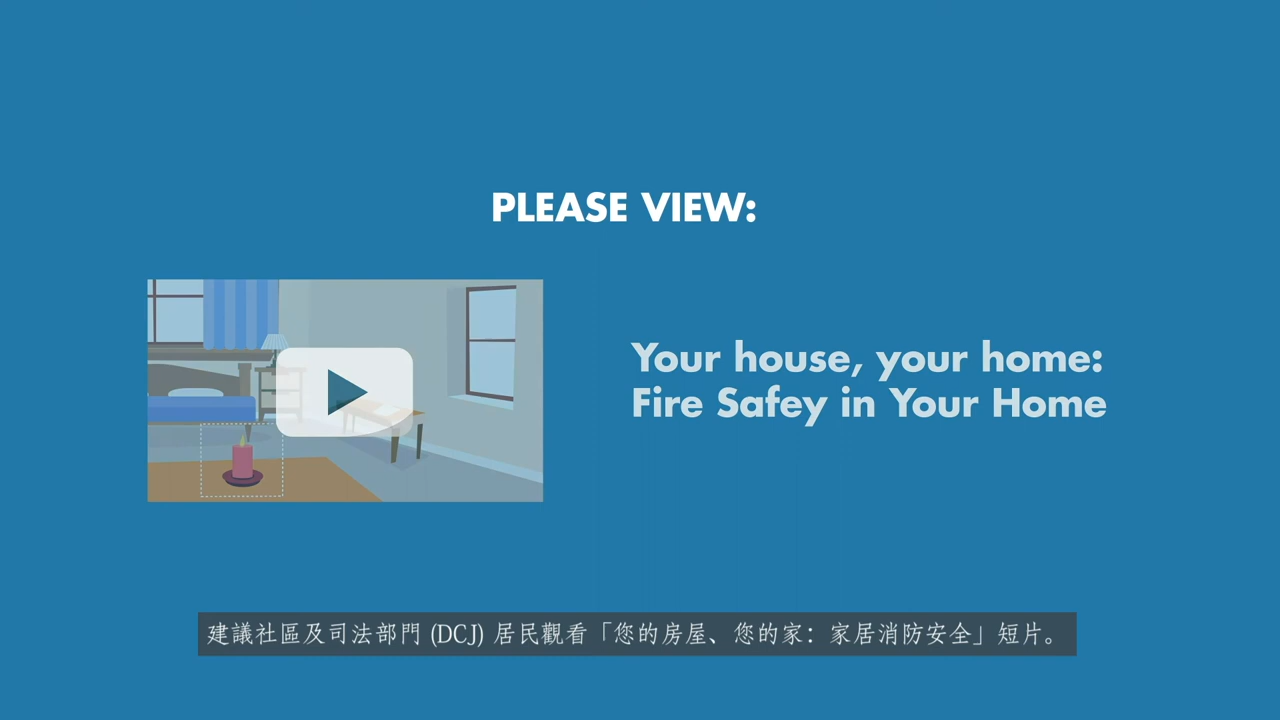 PLEASE VIEW:
Your house, your home:
Fire Safey in Your Home
建議社區及司法部門 (DCJ) 居民觀看「您的房屋、您的家：家居消防安全」短片。